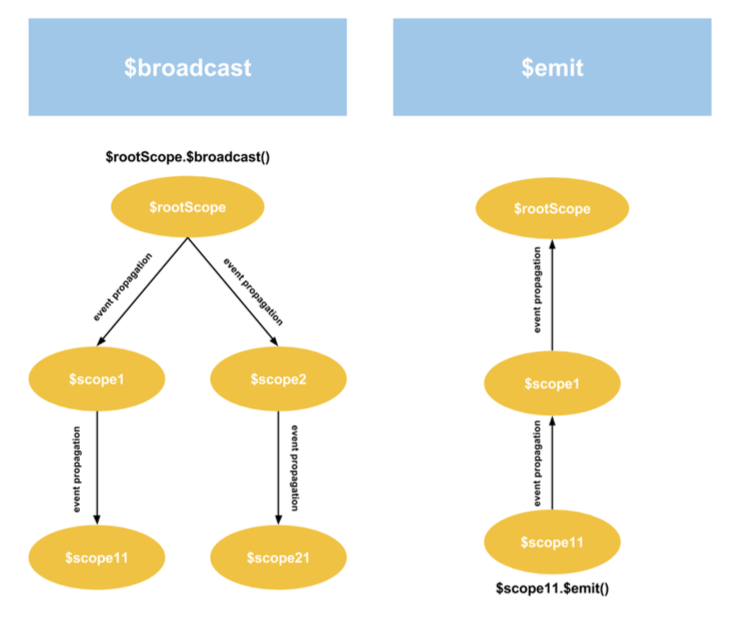 $broadcast
$rootScope.$broadcast()
$rootScope
event propagation
event propagation
$scope1
$scope2
event propagation
event propagation
$scope11
$scope21
$emit
$rootScope
event propagation
$scope1
event propagation
$scope11
$scope11.$emit()